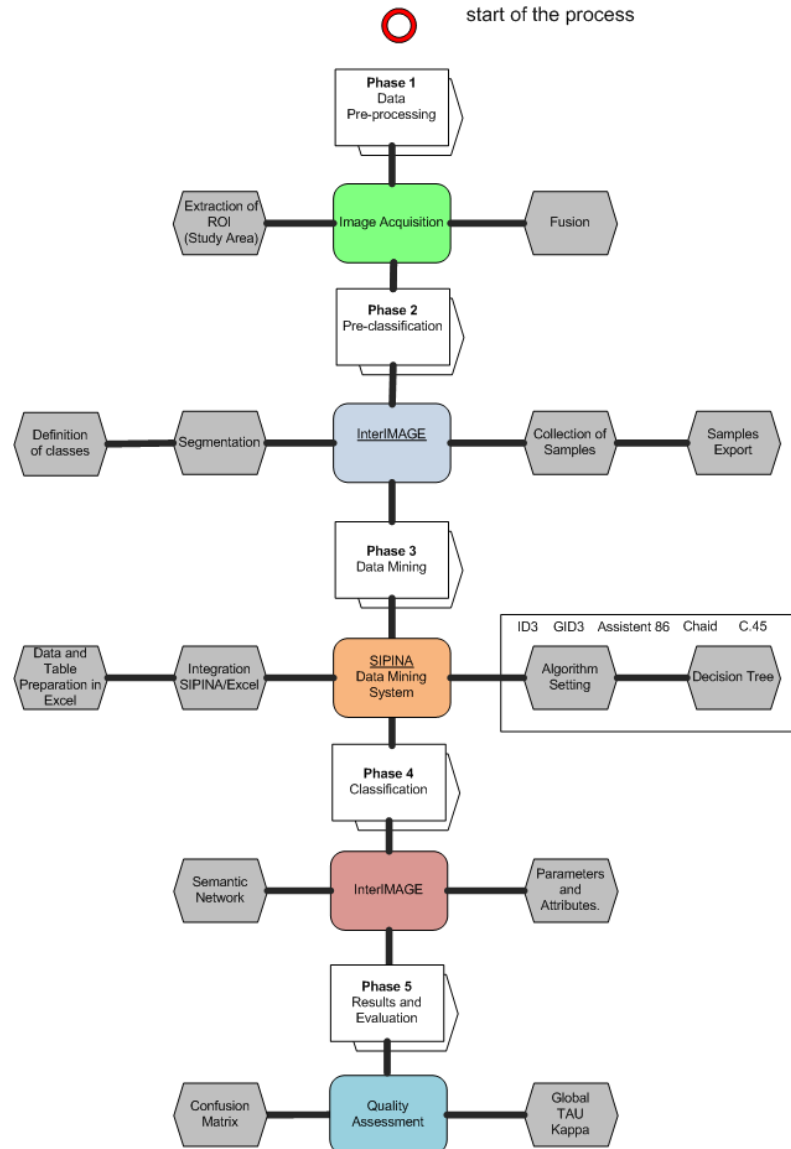 start of the process
Phase 1
Data
Pre-processing
Extraction of
ROI
(Study Area)
Image Acquisition
Fusion
Phase 2
Pre-classification
Definition
of classes
Segmentation
InterIMAGE
Collection of
Samples
Samples
Export
Phase 3
Data Mining
ID3 GID3 Assistent 86 Chaid C.45
Data and
Table
Preparation in
Excel
Integration
SIPINA/Excel
SIPINA
Data Mining
System
Algorithm
Setting
Decision Tree
Phase 4
Classification
Semantic
Network
InterIMAGE
Parameters
and
Attributes.
Phase 5
Results and
Evaluation
Confusion
Matrix
Quality
Assessment
Global
TAU
Kappa